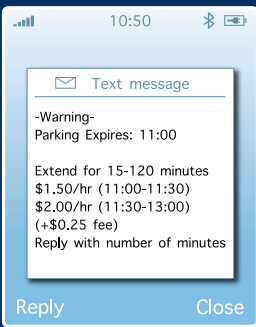 10:50
Text message
-Warning-
Parking Expires: 11:00
Extend for 15-120 minutes
$1.50/hr (11:00-11:30)
$2.00/hr (11:30-13:00)
(+$0.25 fee)
Reply with number of minutes
Reply Close